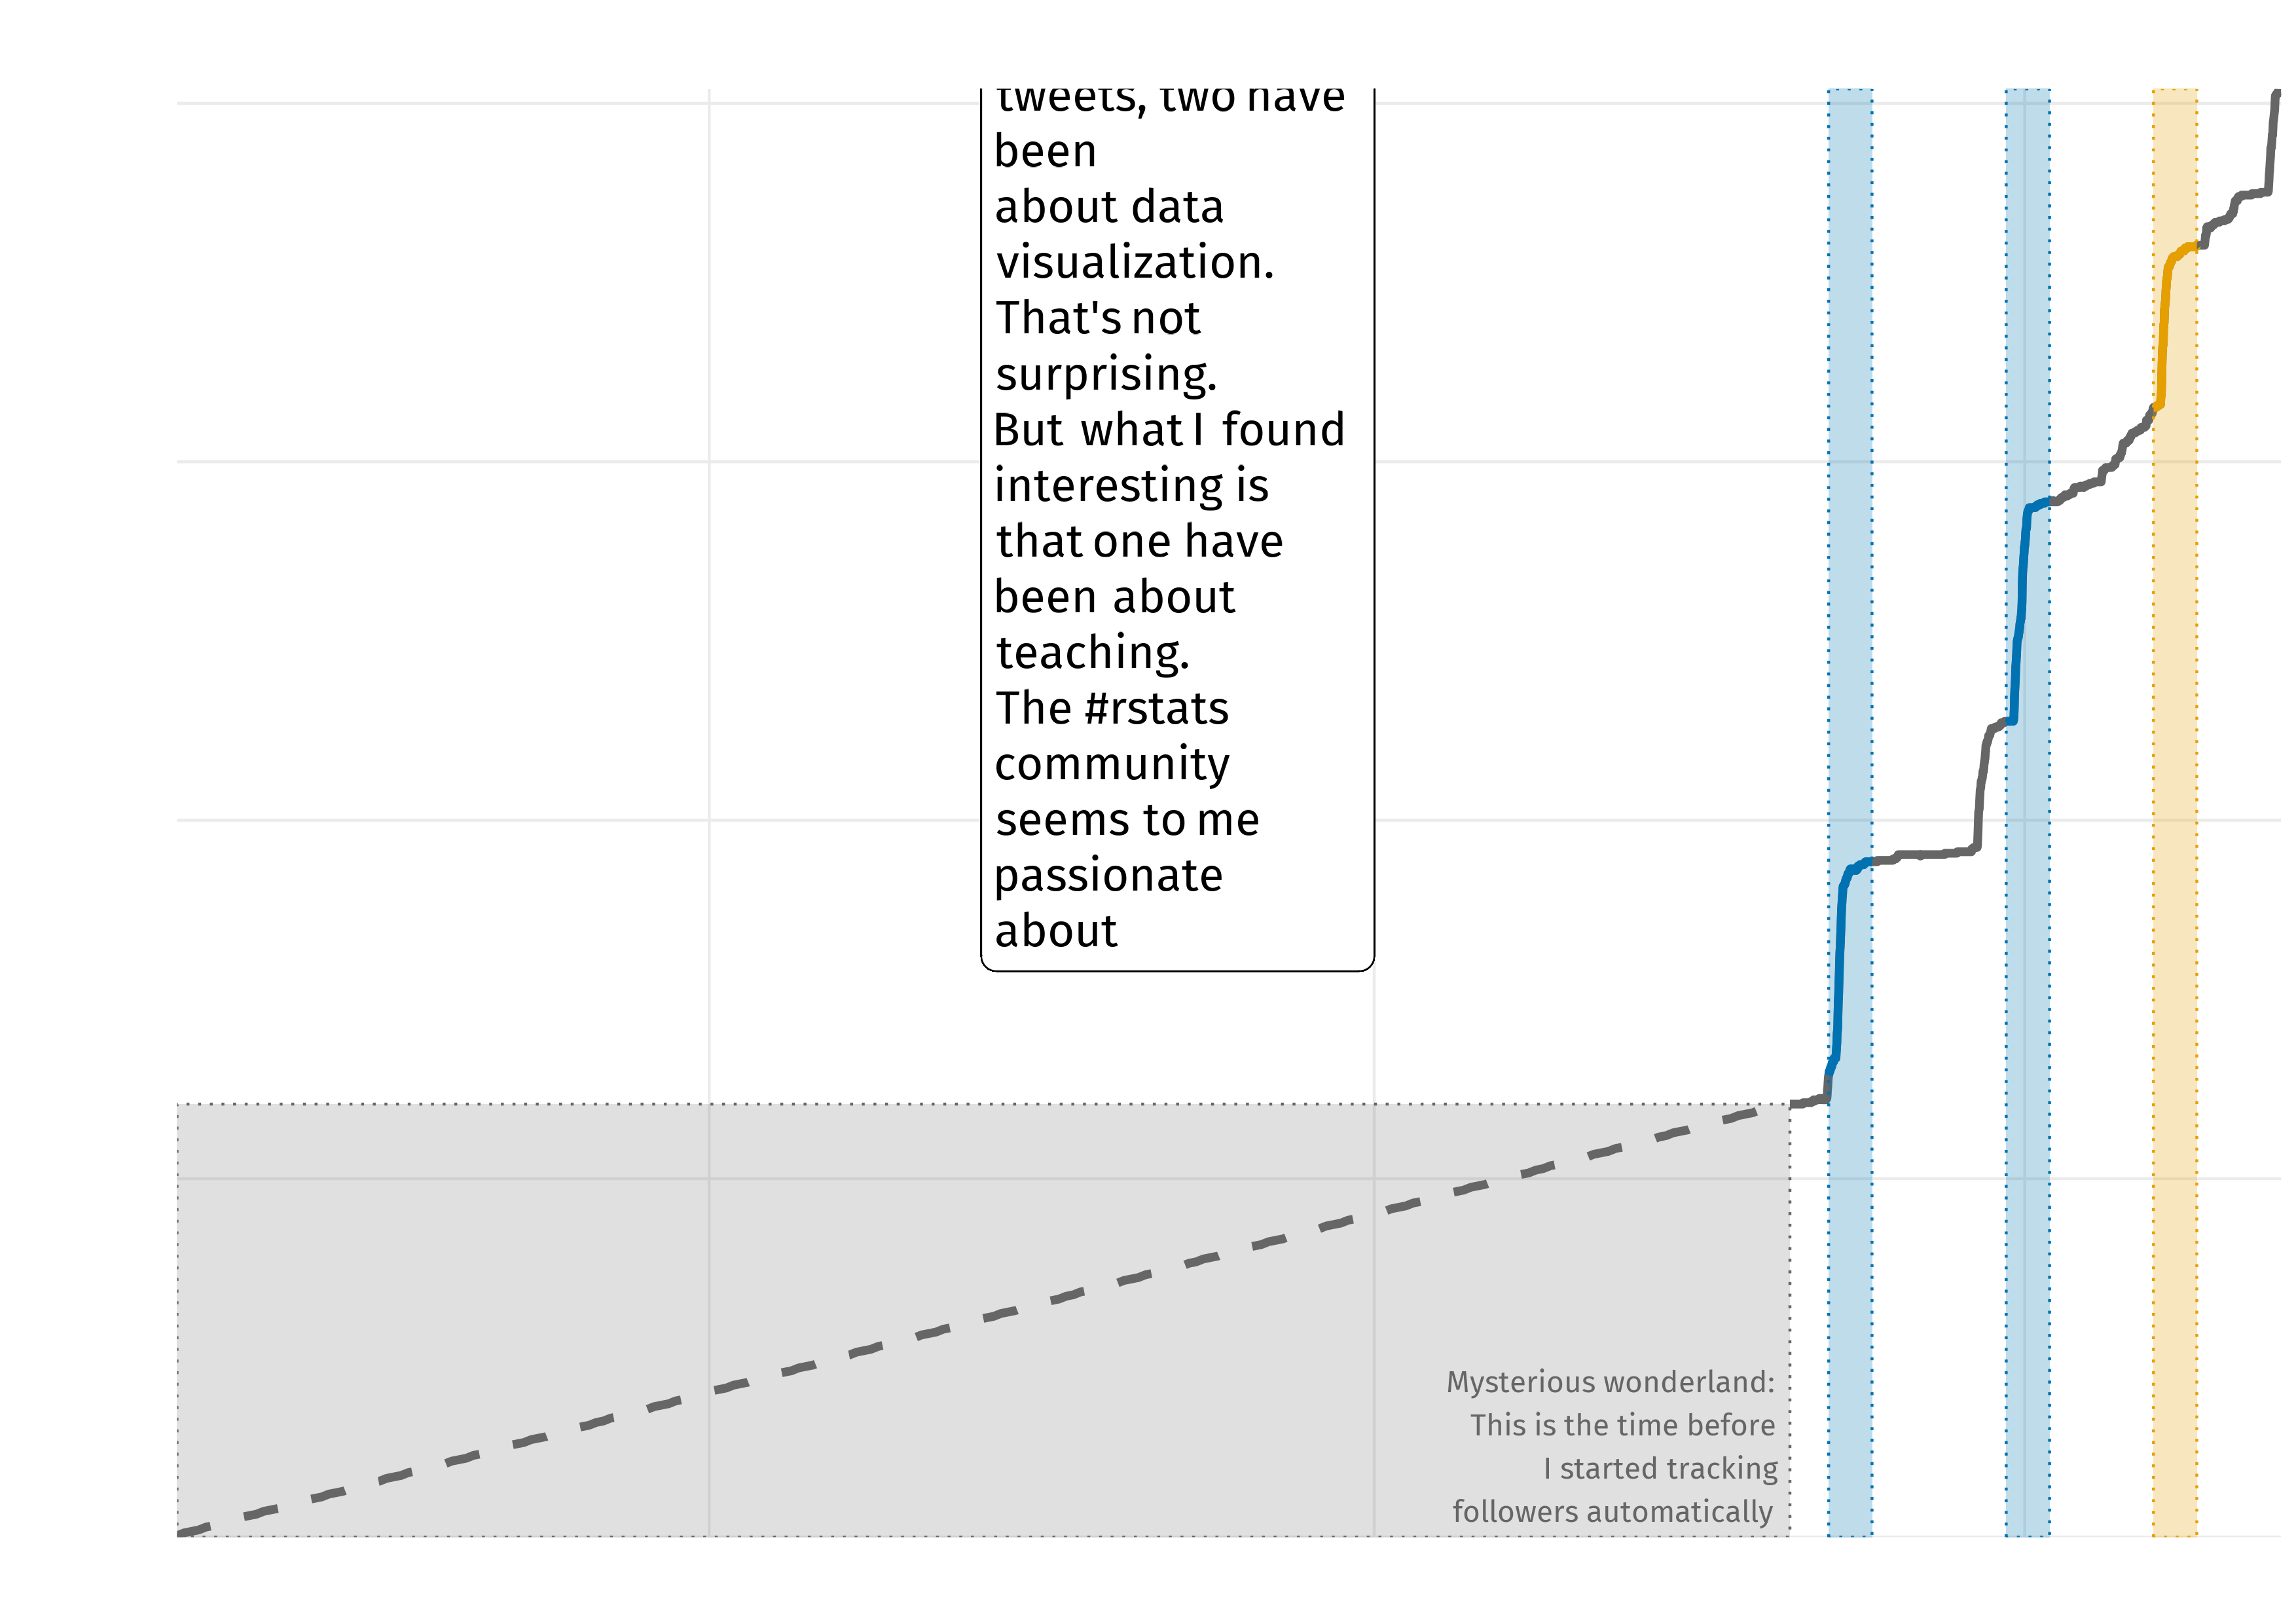 tweets, two have
been
about data
visualization.
That's not
surprising.
But what I found
interesting is
that one have
been about
teaching.
The #rstats
community
seems to me
passionate
about
Mysterious wonderland:
This is the time before
I started tracking
followers automatically